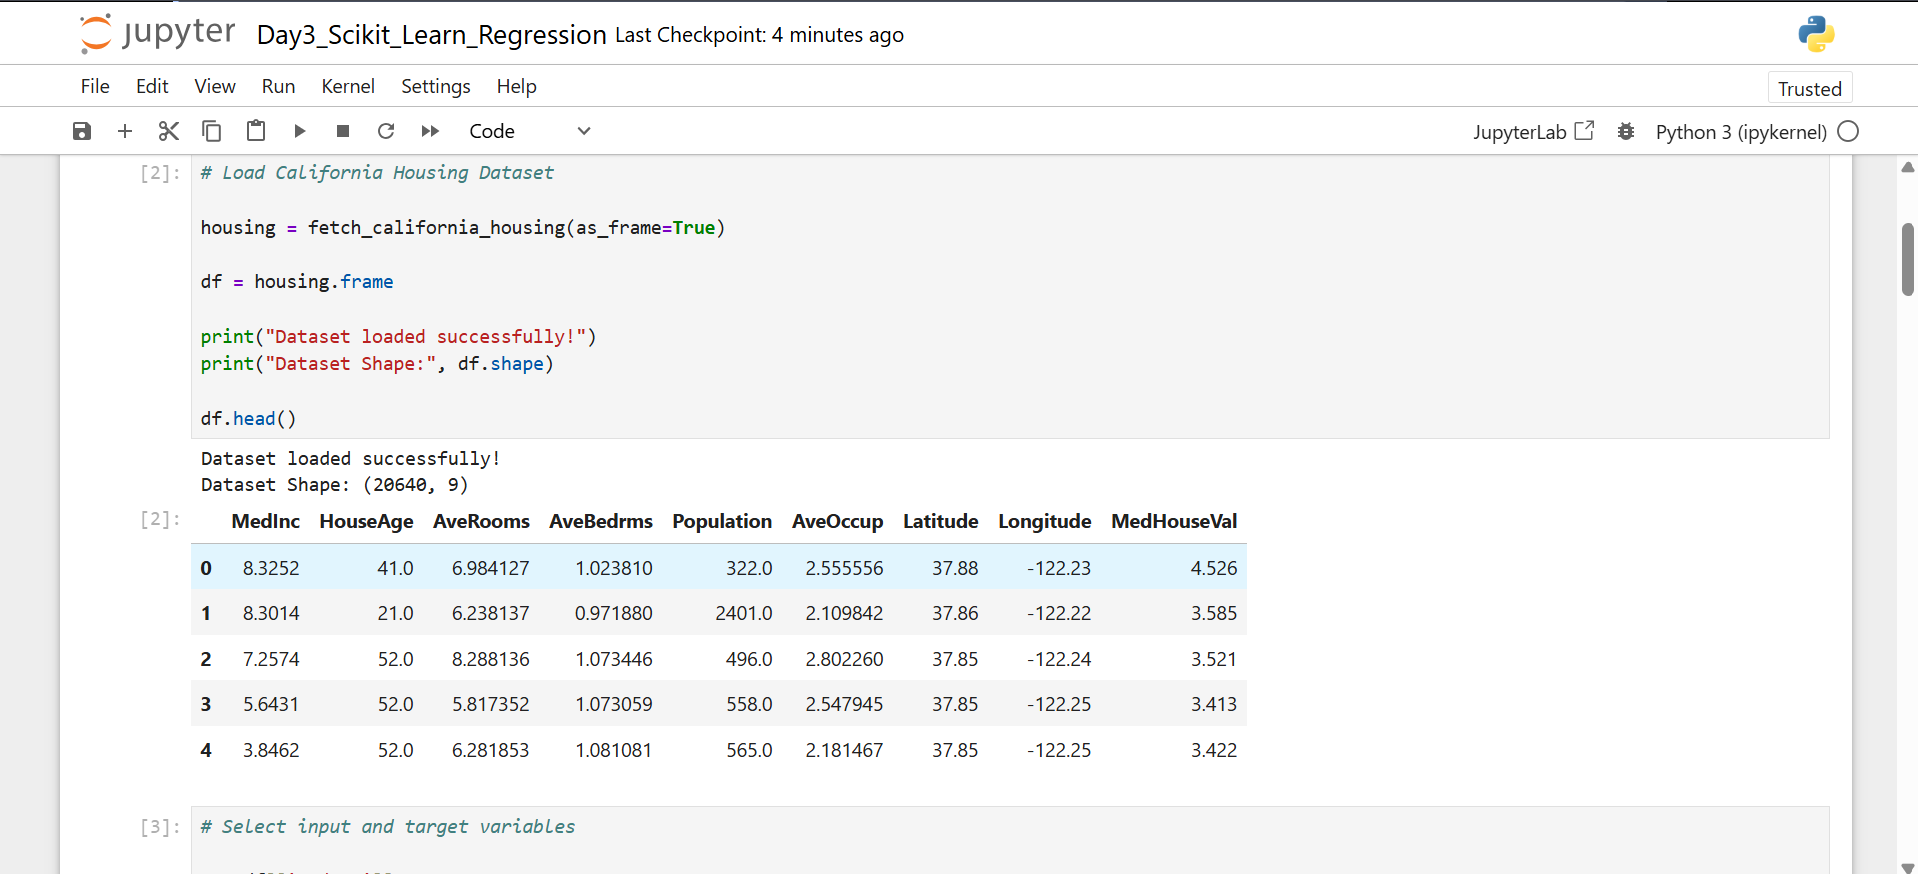 jupyter Day3_Scikit_Learn_Regression Last Checkpoint: 4 minutes ago
File Edit View Run Kernel Settings Help Trusted
Code JupyterLab Python 3 (ipykernel)
[2]: # Load California Housing Dataset
housing = fetch_california_housing(as_frame=True)
df = housing.frame
print("Dataset loaded successfully!")
print("Dataset Shape:", df.shape)
df.head()
Dataset loaded successfully!
Dataset Shape: (20640, 9)
[2]: MedInc HouseAge AveRooms AveBedrms Population AveOccup Latitude Longitude MedHouseVal
0 8.3252 41.0 6.984127 1.023810 322.0 2.555556 37.88 -122.23 4.526
1 8.3014 21.0 6.238137 0.971880 2401.0 2.109842 37.86 -122.22 3.585
2 7.2574 52.0 8.288136 1.073446 496.0 2.802260 37.85 -122.24 3.521
3 5.6431 52.0 5.817352 1.073059 558.0 2.547945 37.85 -122.25 3.413
4 3.8462 52.0 6.281853 1.081081 565.0 2.181467 37.85 -122.25 3.422
[3]: # Select input and target variables